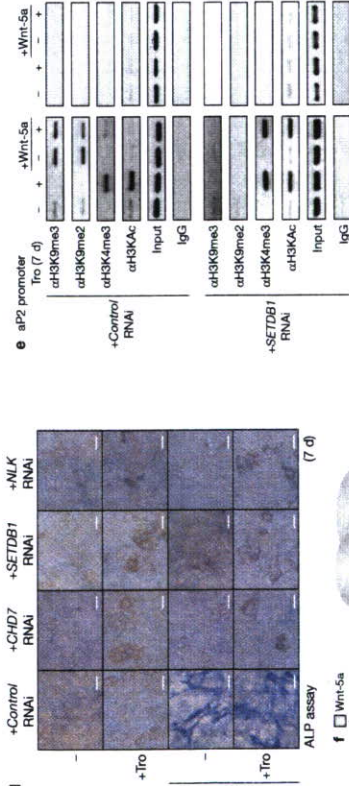 +Control RNAi
+CHD7 RNAi
+SETDB1 RNAi
+NLK RNAi
–
+Tro
–
+Tro
ALP assay
(7 d)
f Wnt-5a
e aP2 promoter
+Wnt-5a
+Wnt-5a
Tro (7 d)
– + – +
– + – +
αH3K9me3
αH3K9me2
αH3K4me3
αH3KAc
Input
IgG
+Control RNAi
αH3K9me3
αH3K9me2
αH3K4me3
αH3KAc
Input
IgG
+SETDB1 RNAi